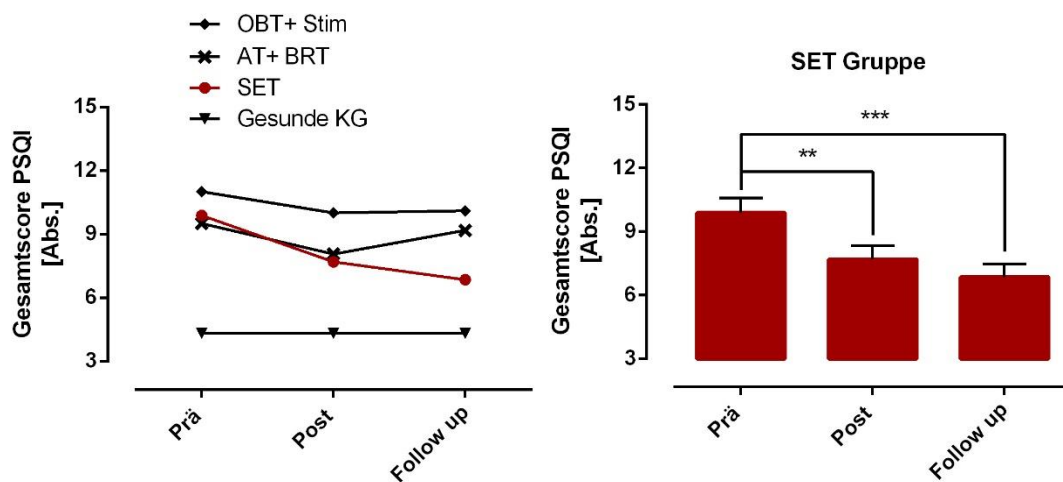 OBT+ Stim
AT+ BRT
SET
Gesunde KG
Gesamtscore PSQI
[Abs.]
15
12
9
6
3
Prä
Post
Follow up
SET Gruppe
Gesamtscore PSQI
[Abs.]
15
12
9
6
3
***
**
Prä
Post
Follow up